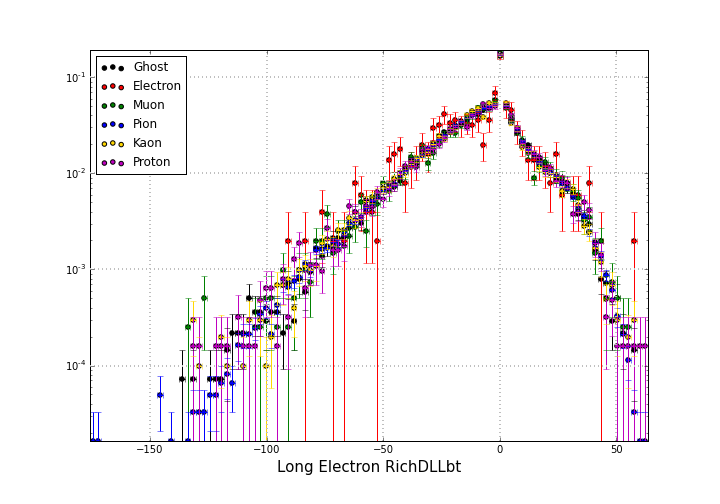 10⁻¹
10⁻²
10⁻³
10⁻⁴
Ghost
Electron
Muon
Pion
Kaon
Proton
−150
−100
−50
0
50
Long Electron RichDLLbt